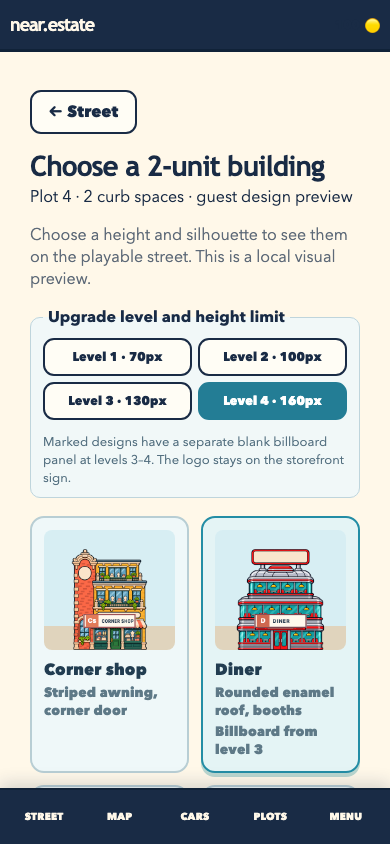 near.estate
← Street
Choose a 2-unit building
Plot 4 · 2 curb spaces · guest design preview
Choose a height and silhouette to see them
on the playable street. This is a local visual
preview.
Upgrade level and height limit
Level 1 · 70px
Level 2 · 100px
Level 3 · 130px
Level 4 · 160px
Marked designs have a separate blank billboard
panel at levels 3–4. The logo stays on the storefront
sign.
Cs CORNER SHOP
D DINER
Corner shop
Striped awning,
corner door
Diner
Rounded enamel
roof, booths
Billboard from
level 3
STREET
MAP
CARS
PLOTS
MENU